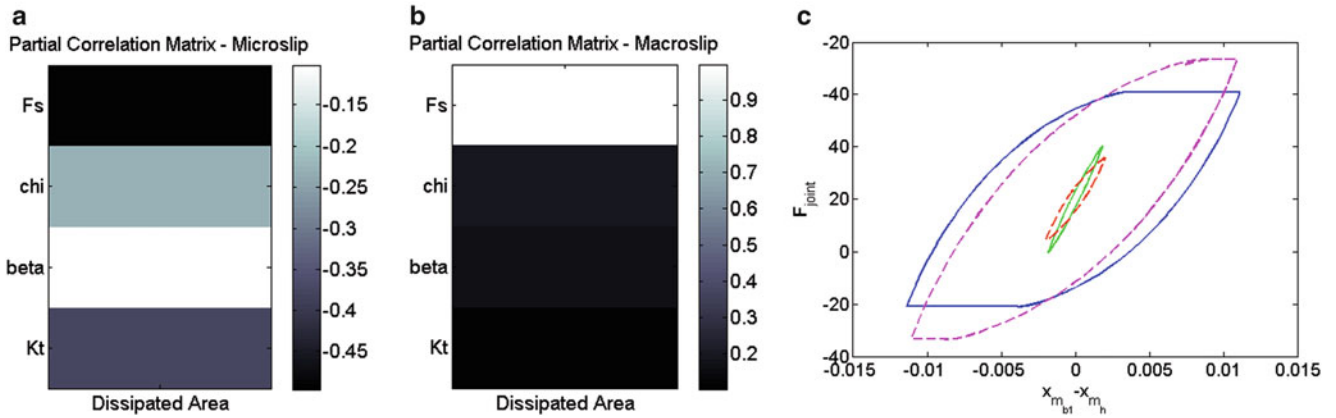 a
Partial Correlation Matrix - Microslip
Fs
chi
beta
Kt
-0.15
-0.2
-0.25
-0.3
-0.35
-0.4
-0.45
Dissipated Area
b
Partial Correlation Matrix - Macroslip
Fs
chi
beta
Kt
0.9
0.8
0.7
0.6
0.5
0.4
0.3
0.2
Dissipated Area
c
-20
-40
60
40
20
0
-20
-40
F joint
-0.015
-0.01
-0.005
0
0.005
0.01
0.015
x m b1 - x m h